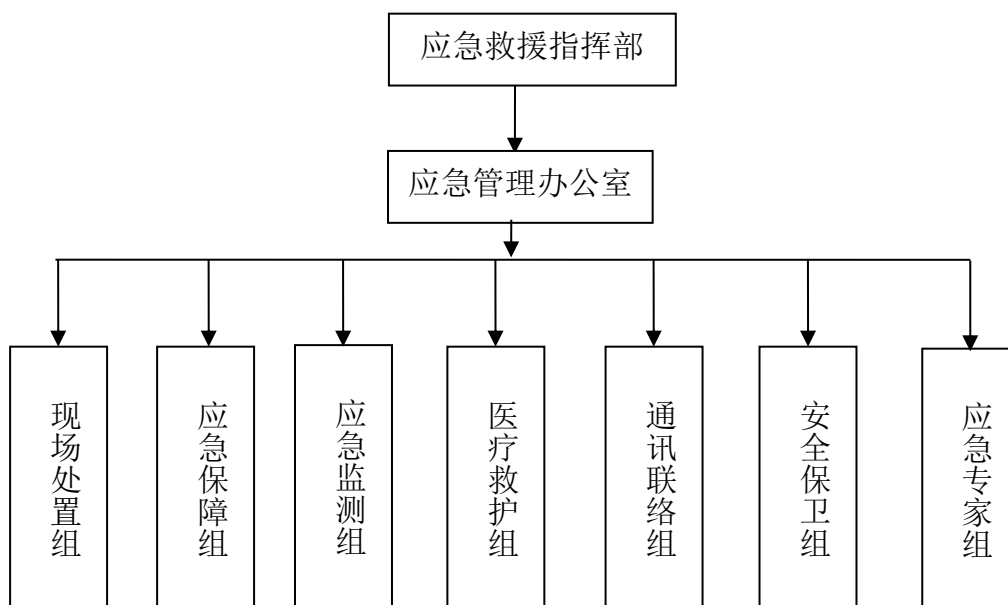 应急救援指挥部
应急管理办公室
现场处置组
应急保障组
应急监测组
医疗救护组
通讯联络组
安全保卫组
应急专家组